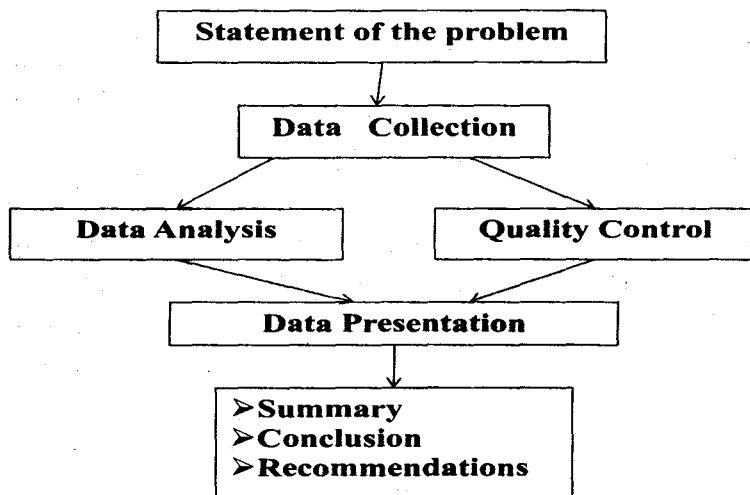 Statement of the problem
Data Collection
Data Analysis
Quality Control
Data Presentation
➢Summary
➢Conclusion
➢Recommendations